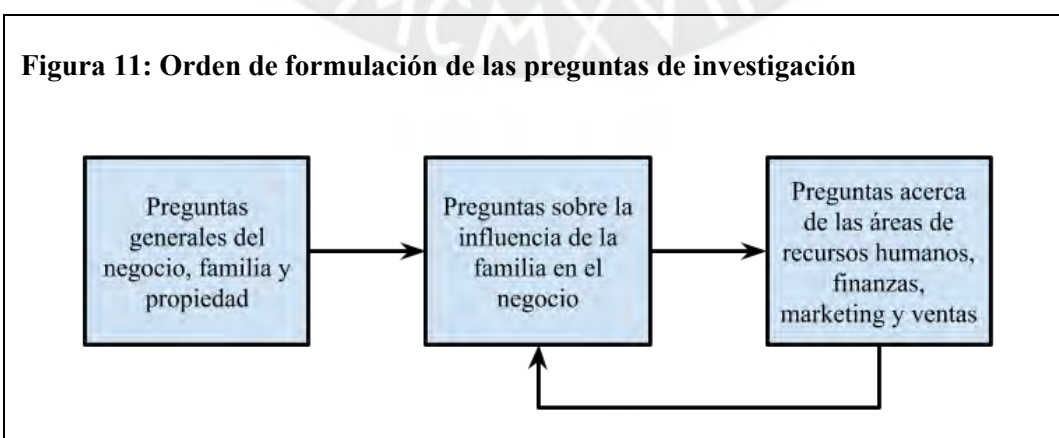 MCMXVII
Figura 11: Orden de formulación de las preguntas de investigación
Preguntas
generales del
negocio, familia y
propiedad
Preguntas sobre la
influencia de la
familia en el
negocio
Preguntas acerca
de las áreas de
recursos humanos,
finanzas,
marketing y ventas